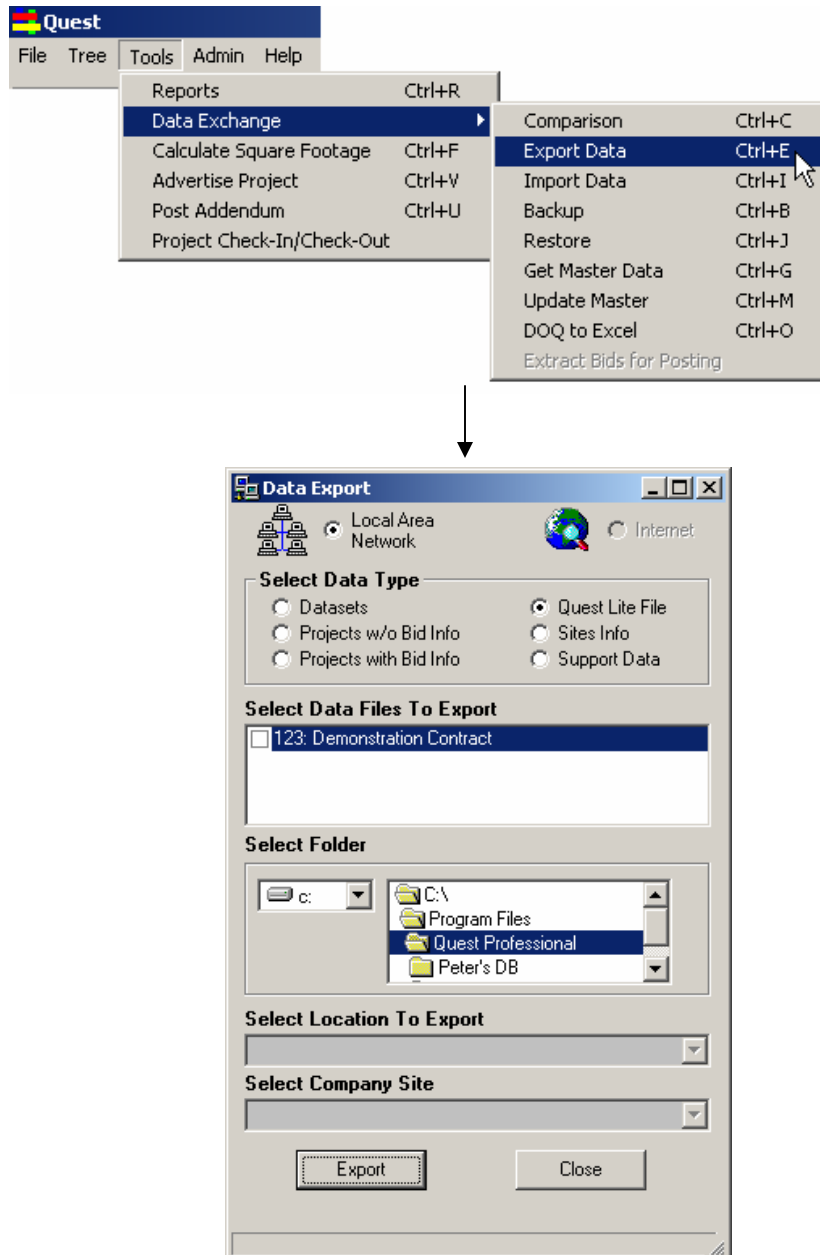 Quest
File Tree Tools Admin Help
Reports Ctrl+R
Data Exchange
Calculate Square Footage Ctrl+F
Advertise Project Ctrl+V
Post Addendum Ctrl+U
Project Check-In/Check-Out
Comparison Ctrl+C
Export Data Ctrl+E
Import Data Ctrl+I
Backup Ctrl+B
Restore Ctrl+J
Get Master Data Ctrl+G
Update Master Ctrl+M
DOQ to Excel Ctrl+O
Extract Bids for Posting
Data Export
Local Area
Network
Internet
Select Data Type
Datasets Quest Lite File
Projects w/o Bid Info Sites Info
Projects with Bid Info Support Data
Select Data Files To Export
123: Demonstration Contract
Select Folder
c: C:\
Program Files
Quest Professional
Peter's DB
Select Location To Export
Select Company Site
Export Close